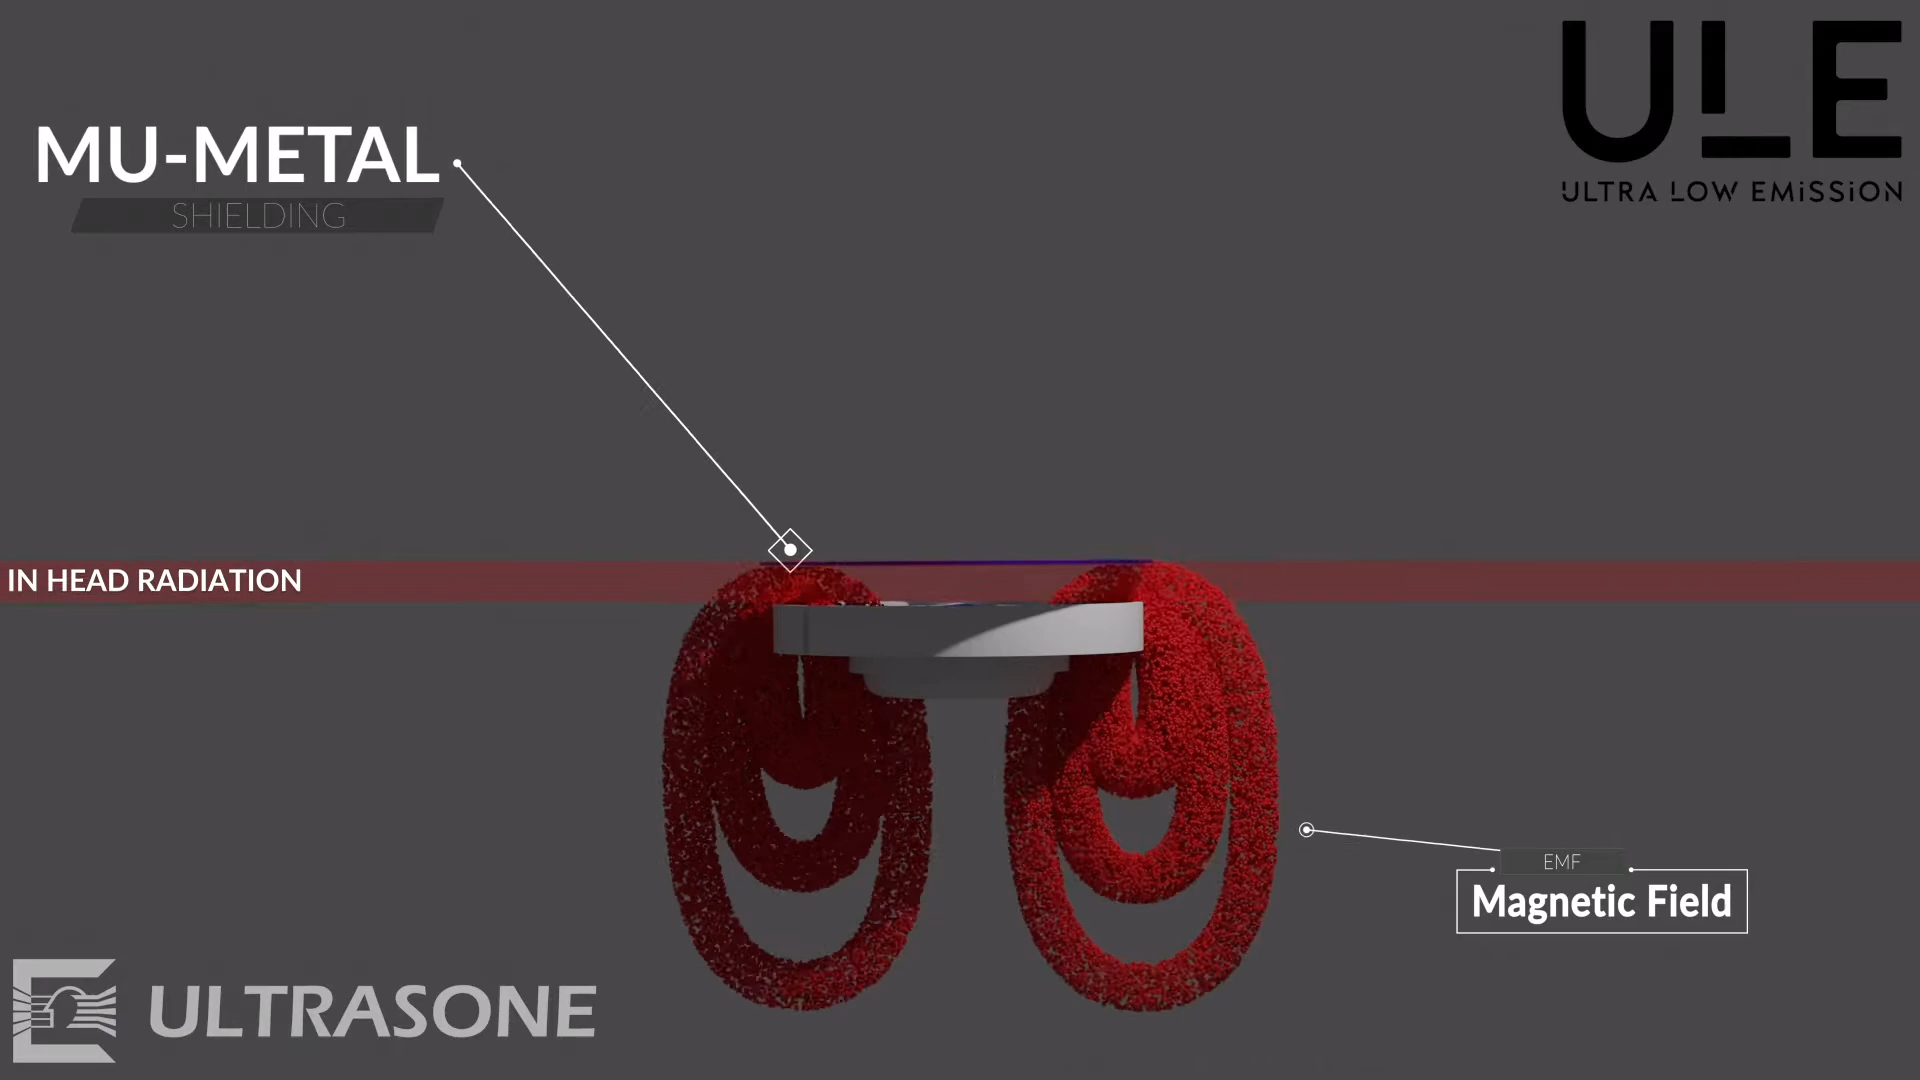 ULE
ULTRA LOW EMiSSiON
MU-METAL
SHIELDING
IN HEAD RADIATION
EMF
Magnetic Field
ULTRASONE